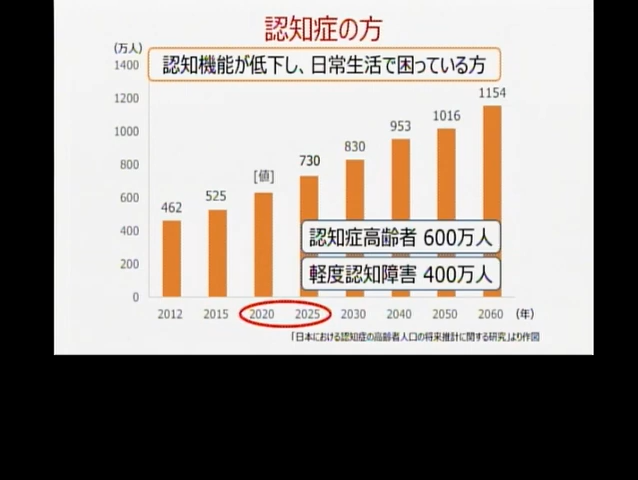 認知症の方
(万人)
認知機能が低下し、日常生活で困っている方
1400
1200
1000
800
600
400
200
0
462
525
[値]
730
830
953
1016
1154
認知症高齢者 600万人
軽度認知障害 400万人
2012 2015 2020 2025 2030 2040 2050 2060 (年)
「日本における認知症の高齢者人口の将来推計に関する研究」より作図